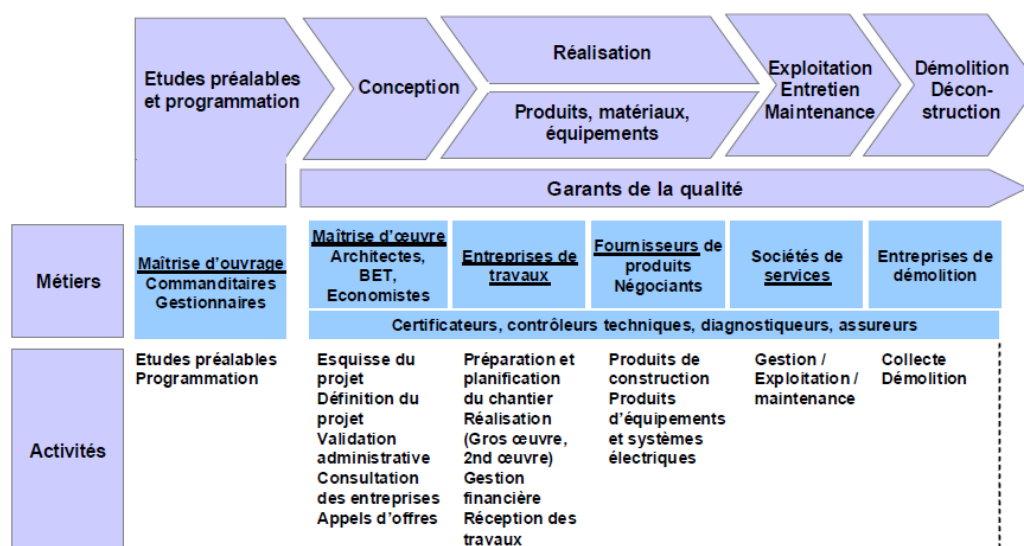 Etudes préalables
et programmation
Conception
Réalisation
Produits, matériaux,
équipements
Exploitation
Entretien
Maintenance
Démolition
Décon-
struction
Garants de la qualité
Métiers
Maîtrise d'ouvrage
Commanditaires
Gestionnaires
Maîtrise d'œuvre
Architectes,
BET,
Economistes
Entreprises de
travaux
Fournisseurs de
produits
Négociants
Sociétés de
services
Entreprises de
démolition
Certificateurs, contrôleurs techniques, diagnostiqueurs, assureurs
Activités
Etudes préalables
Programmation
Esquisse du
projet
Définition du
projet
Validation
administrative
Consultation
des entreprises
Appels d'offres
Préparation et
planification
du chantier
Réalisation
(Gros œuvre,
2nd œuvre)
Gestion
financière
Réception des
travaux
Produits de
construction
Produits
d'équipements
et systèmes
électriques
Gestion /
Exploitation /
maintenance
Collecte
Démolition